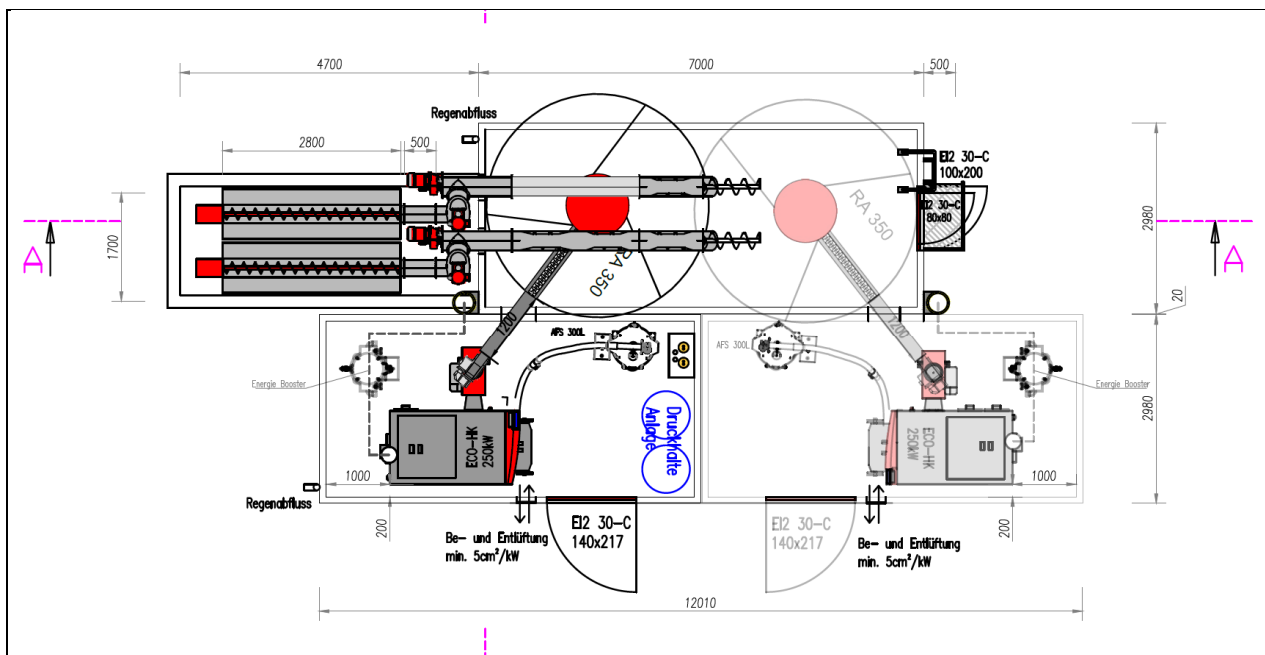 4700
7000
500
Regenabfluss
2800
500
EI2 30-C
100x200
EI2 30-C
80x80
RA 350
RA 350
A
A
1700
2980
20
1200
1200
AFS 300L
AFS 300L
Energie Booster
Energie Booster
Druckhalte
Anlage
ECO-HK
250kW
ECO-HK
250kW
2980
1000
1000
Regenabfluss
200
200
EI2 30-C
140x217
EI2 30-C
140x217
Be- und Entlüftung
min. 5cm²/kW
Be- und Entlüftung
min. 5cm²/kW
12010